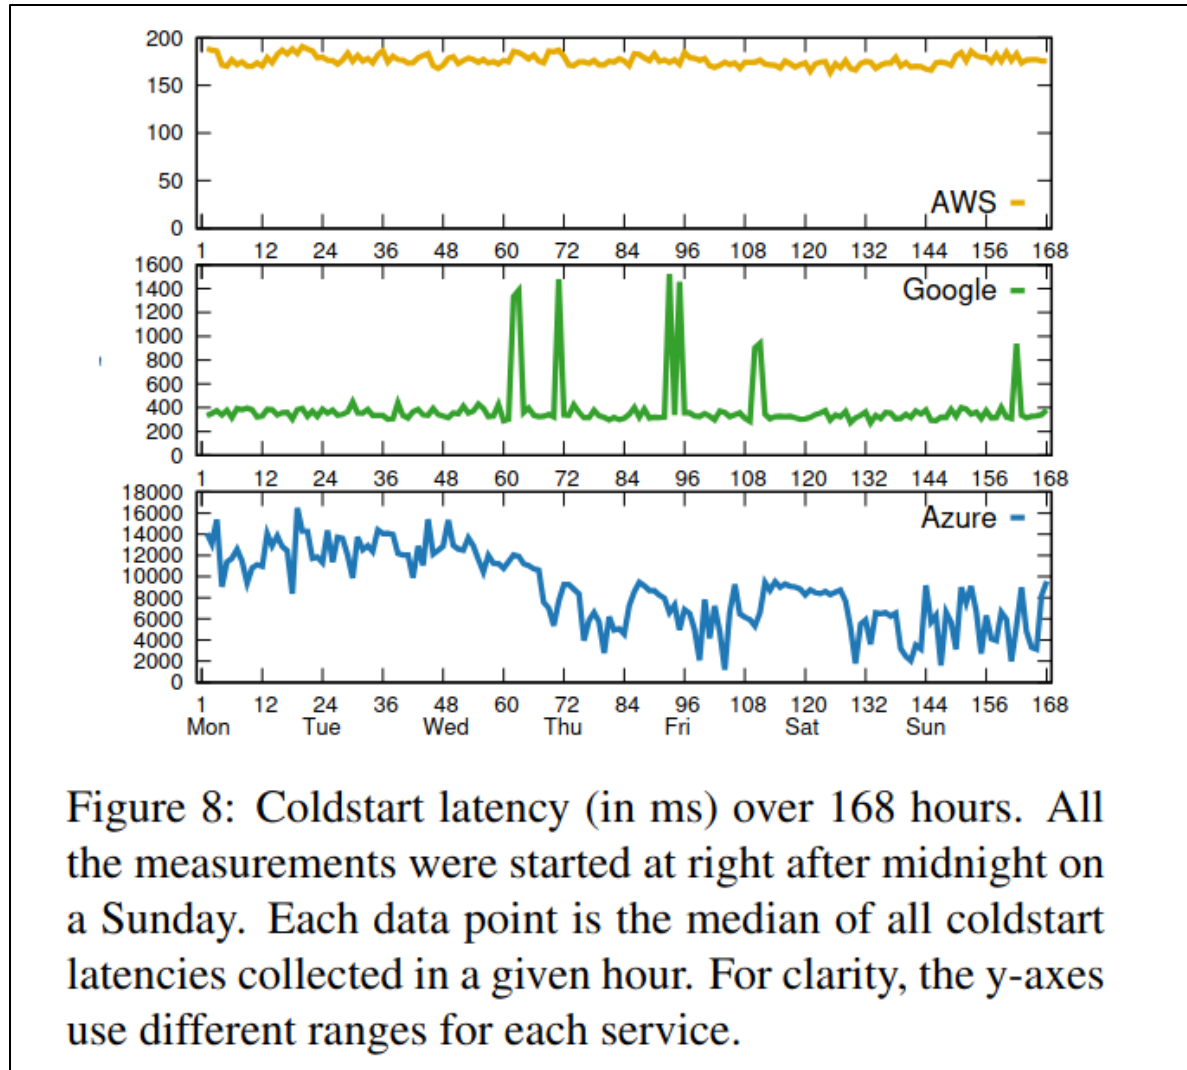 200
150
100
50
0
AWS
1 12 24 36 48 60 72 84 96 108 120 132 144 156 168
1600
1400
1200
1000
800
600
400
200
0
Google
1 12 24 36 48 60 72 84 96 108 120 132 144 156 168
18000
16000
14000
12000
10000
8000
6000
4000
2000
0
Azure
1 12 24 36 48 60 72 84 96 108 120 132 144 156 168
Mon Tue Wed Thu Fri Sat Sun
Figure 8: Coldstart latency (in ms) over 168 hours. All
the measurements were started at right after midnight on
a Sunday. Each data point is the median of all coldstart
latencies collected in a given hour. For clarity, the y-axes
use different ranges for each service.